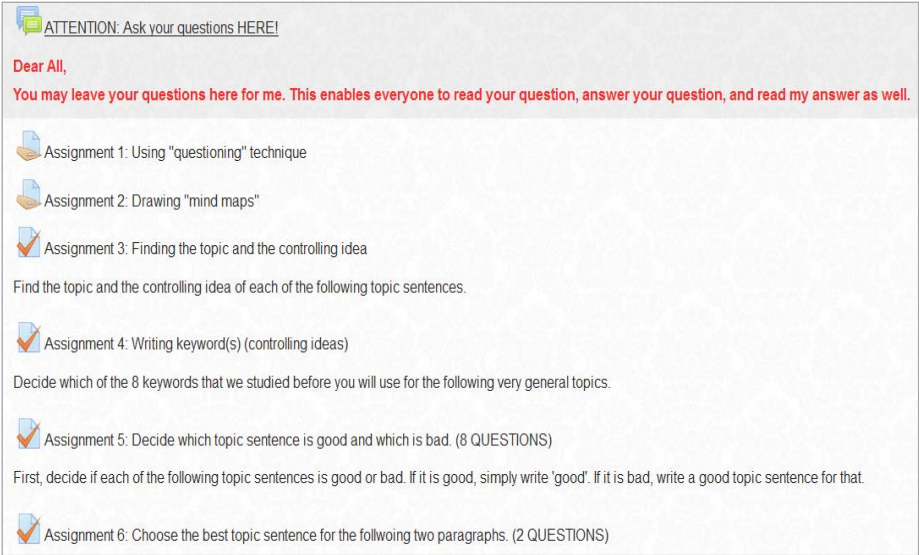 ATTENTION: Ask your questions HERE!
Dear All,
You may leave your questions here for me. This enables everyone to read your question, answer your question, and read my answer as well.
Assignment 1: Using "questioning" technique
Assignment 2: Drawing "mind maps"
Assignment 3: Finding the topic and the controlling idea
Find the topic and the controlling idea of each of the following topic sentences.
Assignment 4: Writing keyword(s) (controlling ideas)
Decide which of the 8 keywords that we studied before you will use for the following very general topics.
Assignment 5: Decide which topic sentence is good and which is bad. (8 QUESTIONS)
First, decide if each of the following topic sentences is good or bad. If it is good, simply write 'good'. If it is bad, write a good topic sentence for that.
Assignment 6: Choose the best topic sentence for the follwoing two paragraphs. (2 QUESTIONS)